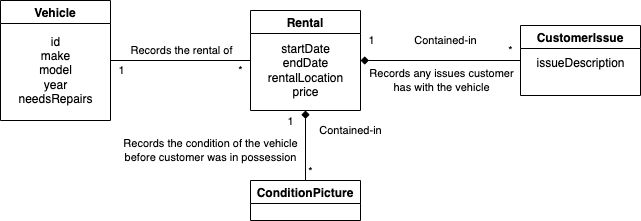 Vehicle
id
make
model
year
needsRepairs
Records the rental of
1
*
Rental
startDate
endDate
rentalLocation
price
1
Contained-in
*
Records any issues customer
has with the vehicle
CustomerIssue
issueDescription
1
Contained-in
Records the condition of the vehicle
before customer was in possession
*
ConditionPicture